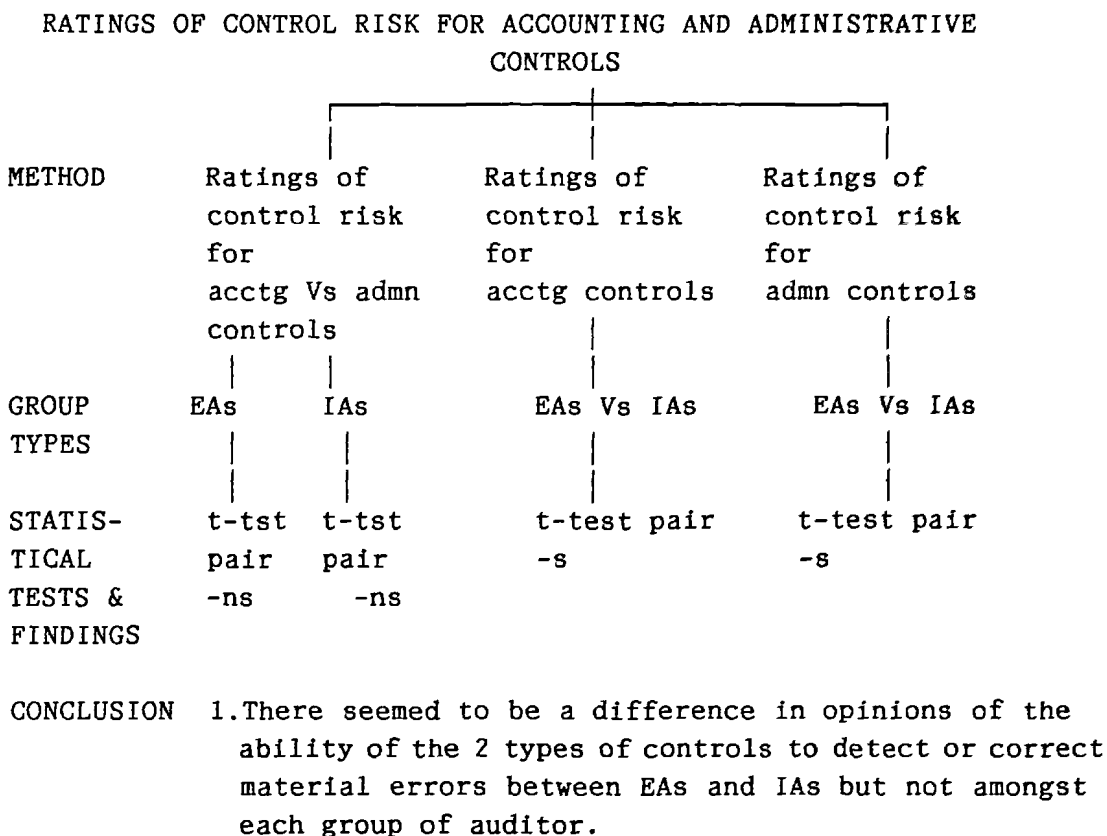 RATINGS OF CONTROL RISK FOR ACCOUNTING AND ADMINISTRATIVE
CONTROLS
METHOD Ratings of Ratings of Ratings of
control risk control risk control risk
for for for
acctg Vs admn acctg controls admn controls
controls
GROUP EAs IAs EAs Vs IAs EAs Vs IAs
TYPES
STATIS- t-tst t-tst t-test pair t-test pair
TICAL pair pair -s -s
TESTS & -ns -ns
FINDINGS
CONCLUSION 1.There seemed to be a difference in opinions of the
ability of the 2 types of controls to detect or correct
material errors between EAs and IAs but not amongst
each group of auditor.